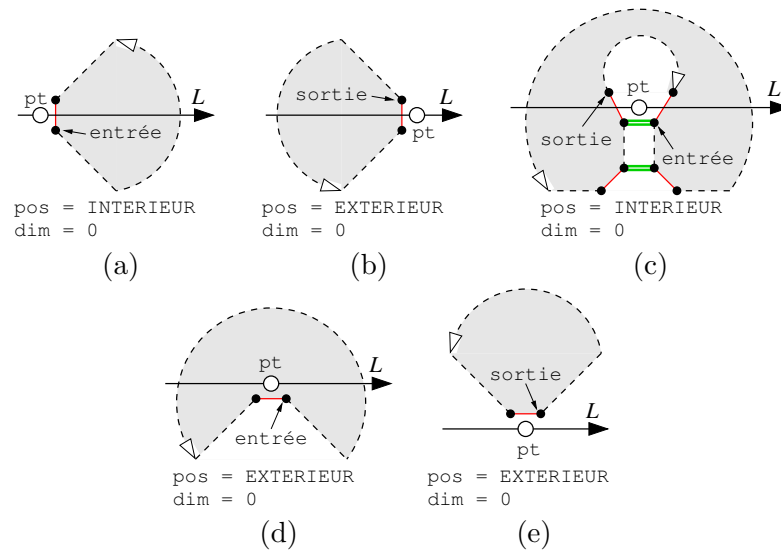 pt
L
entrée
pos = INTERIEUR
dim = 0
(a)
sortie
L
pt
pos = EXTERIEUR
dim = 0
(b)
pt
L
sortie
entrée
pos = INTERIEUR
dim = 0
(c)
pt
L
entrée
pos = EXTERIEUR
dim = 0
(d)
sortie
L
pt
pos = EXTERIEUR
dim = 0
(e)